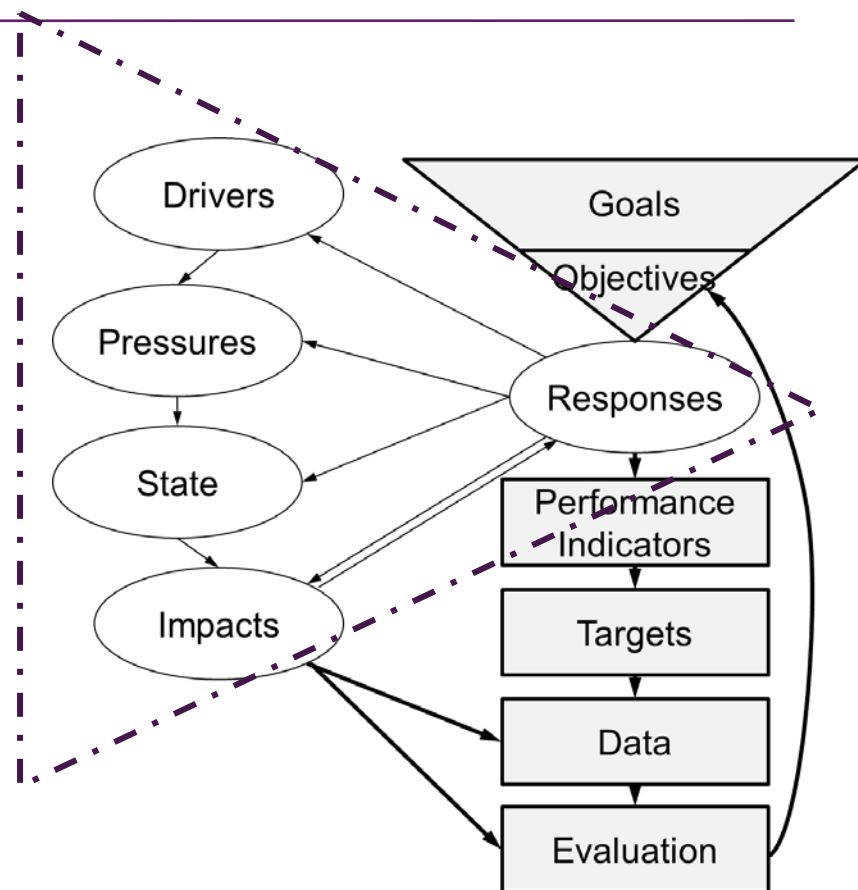 Drivers
Pressures
State
Impacts
Goals
Objectives
Responses
Performance
Indicators
Targets
Data
Evaluation